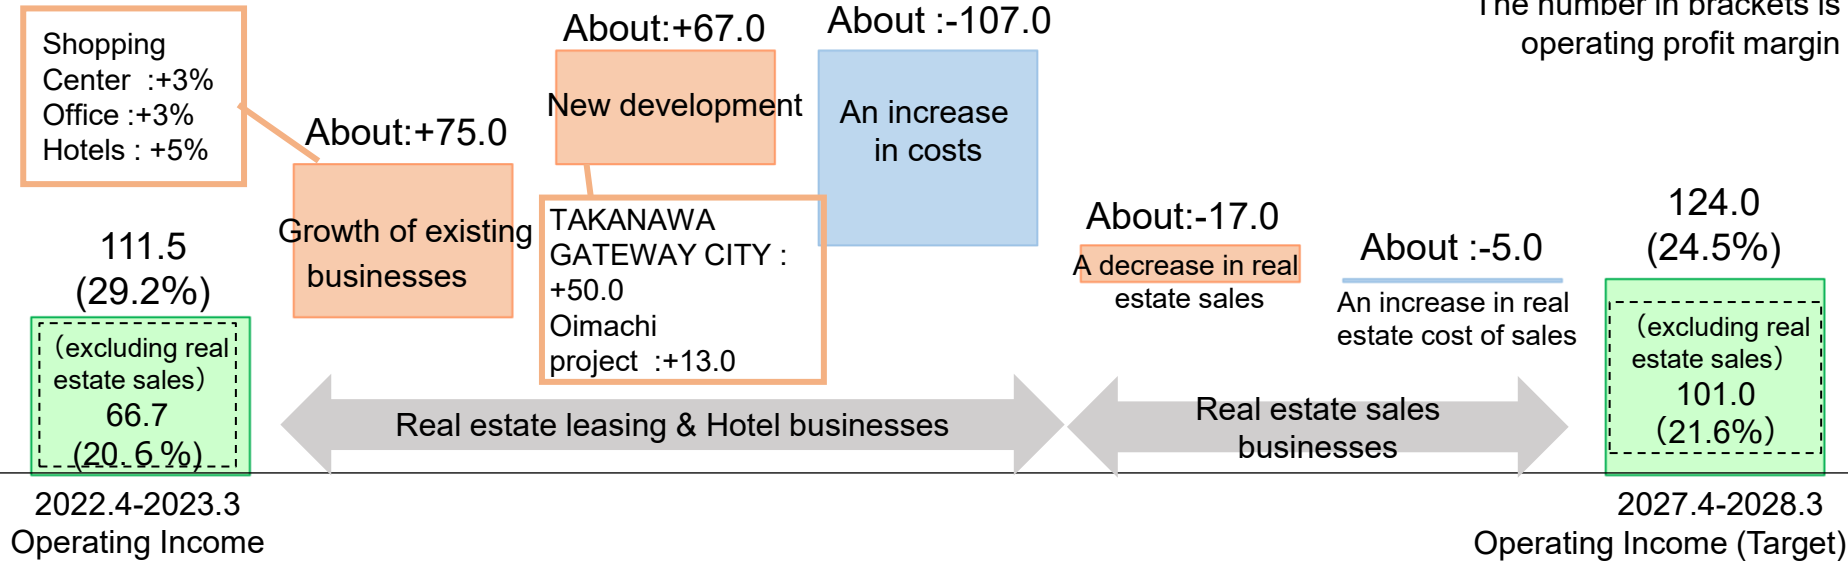 The number in brackets is
operating profit margin
Shopping
Center :+3%
Office :+3%
Hotels : +5%
About:+75.0
Growth of existing
businesses
About:+67.0
New development
TAKANAWA
GATEWAY CITY :
+50.0
Oimachi
project :+13.0
About :-107.0
An increase
in costs
About:-17.0
A decrease in real
estate sales
About :-5.0
An increase in real
estate cost of sales
111.5
(29.2%)
（excluding real
estate sales）
66.7
(20.6%)
124.0
(24.5%)
（excluding real
estate sales）
101.0
（21.6%）
Real estate leasing & Hotel businesses
Real estate sales
businesses
2022.4-2023.3
Operating Income
2027.4-2028.3
Operating Income (Target)